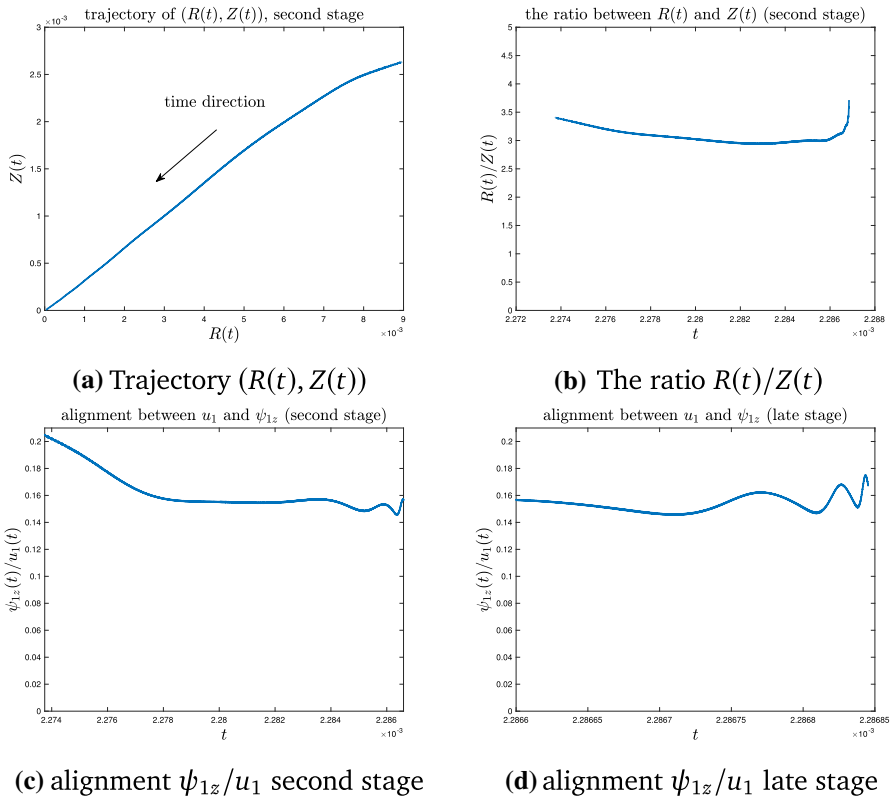 trajectory of (R(t), Z(t)), second stage
×10⁻³
3
2.5
2
1.5
1
0.5
0
Z(t)
time direction
0 1 2 3 4 5 6 7 8 9
R(t)
×10⁻³
(a) Trajectory (R(t), Z(t))
the ratio between R(t) and Z(t) (second stage)
5
4.5
4
3.5
3
2.5
2
1.5
1
0.5
0
R(t)/Z(t)
2.272 2.274 2.276 2.278 2.28 2.282 2.284 2.286 2.288
t
×10⁻³
(b) The ratio R(t)/Z(t)
alignment between u₁ and ψ₁z (second stage)
0.2
0.18
0.16
0.14
0.12
0.1
0.08
0.06
0.04
0.02
0
ψ₁z(t)/u₁(t)
2.274 2.276 2.278 2.28 2.282 2.284 2.286
t
×10⁻³
(c) alignment ψ₁z/u₁ second stage
alignment between u₁ and ψ₁z (late stage)
0.2
0.18
0.16
0.14
0.12
0.1
0.08
0.06
0.04
0.02
0
ψ₁z(t)/u₁(t)
2.2866 2.28665 2.2867 2.28675 2.2868 2.28685
t
×10⁻³
(d) alignment ψ₁z/u₁ late stage